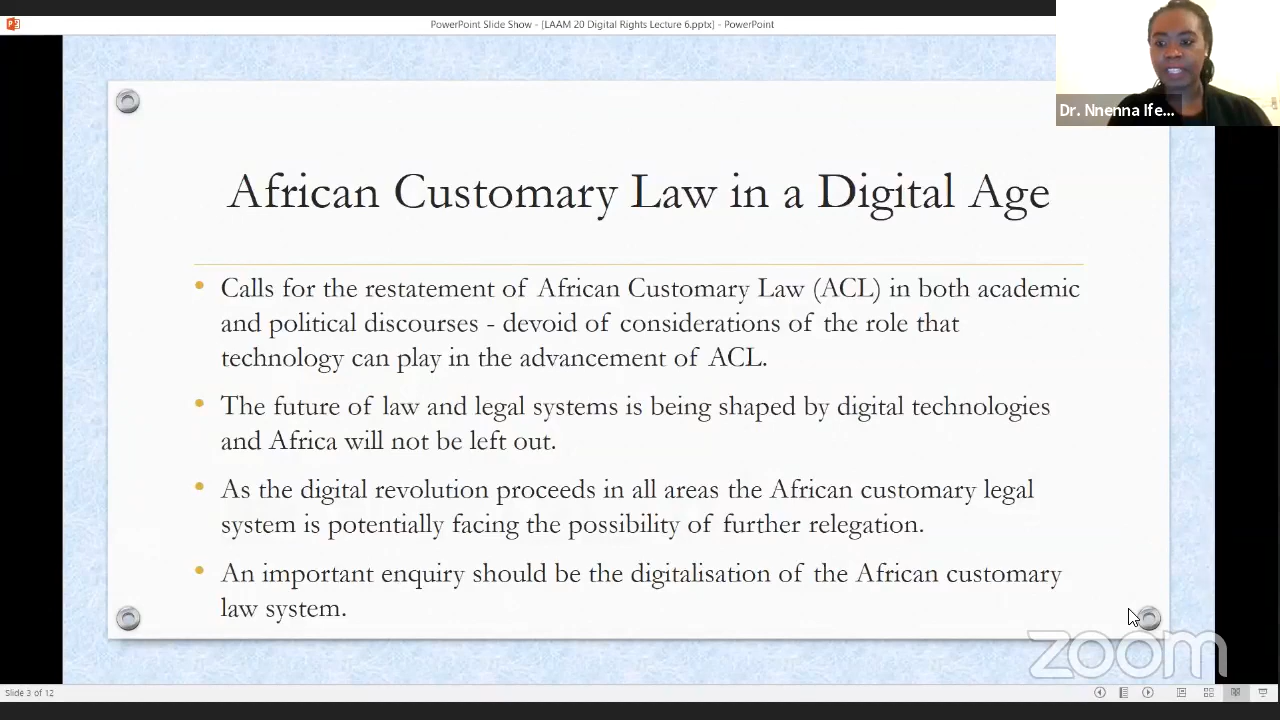 PowerPoint Slide Show - [LAAM 20 Digital Rights Lecture 6.pptx] - PowerPoint
Dr. Nnenna Ife...
African Customary Law in a Digital Age
• Calls for the restatement of African Customary Law (ACL) in both academic
and political discourses - devoid of considerations of the role that
technology can play in the advancement of ACL.
• The future of law and legal systems is being shaped by digital technologies
and Africa will not be left out.
• As the digital revolution proceeds in all areas the African customary legal
system is potentially facing the possibility of further relegation.
• An important enquiry should be the digitalisation of the African customary
law system.
zoom
Slide 3 of 12